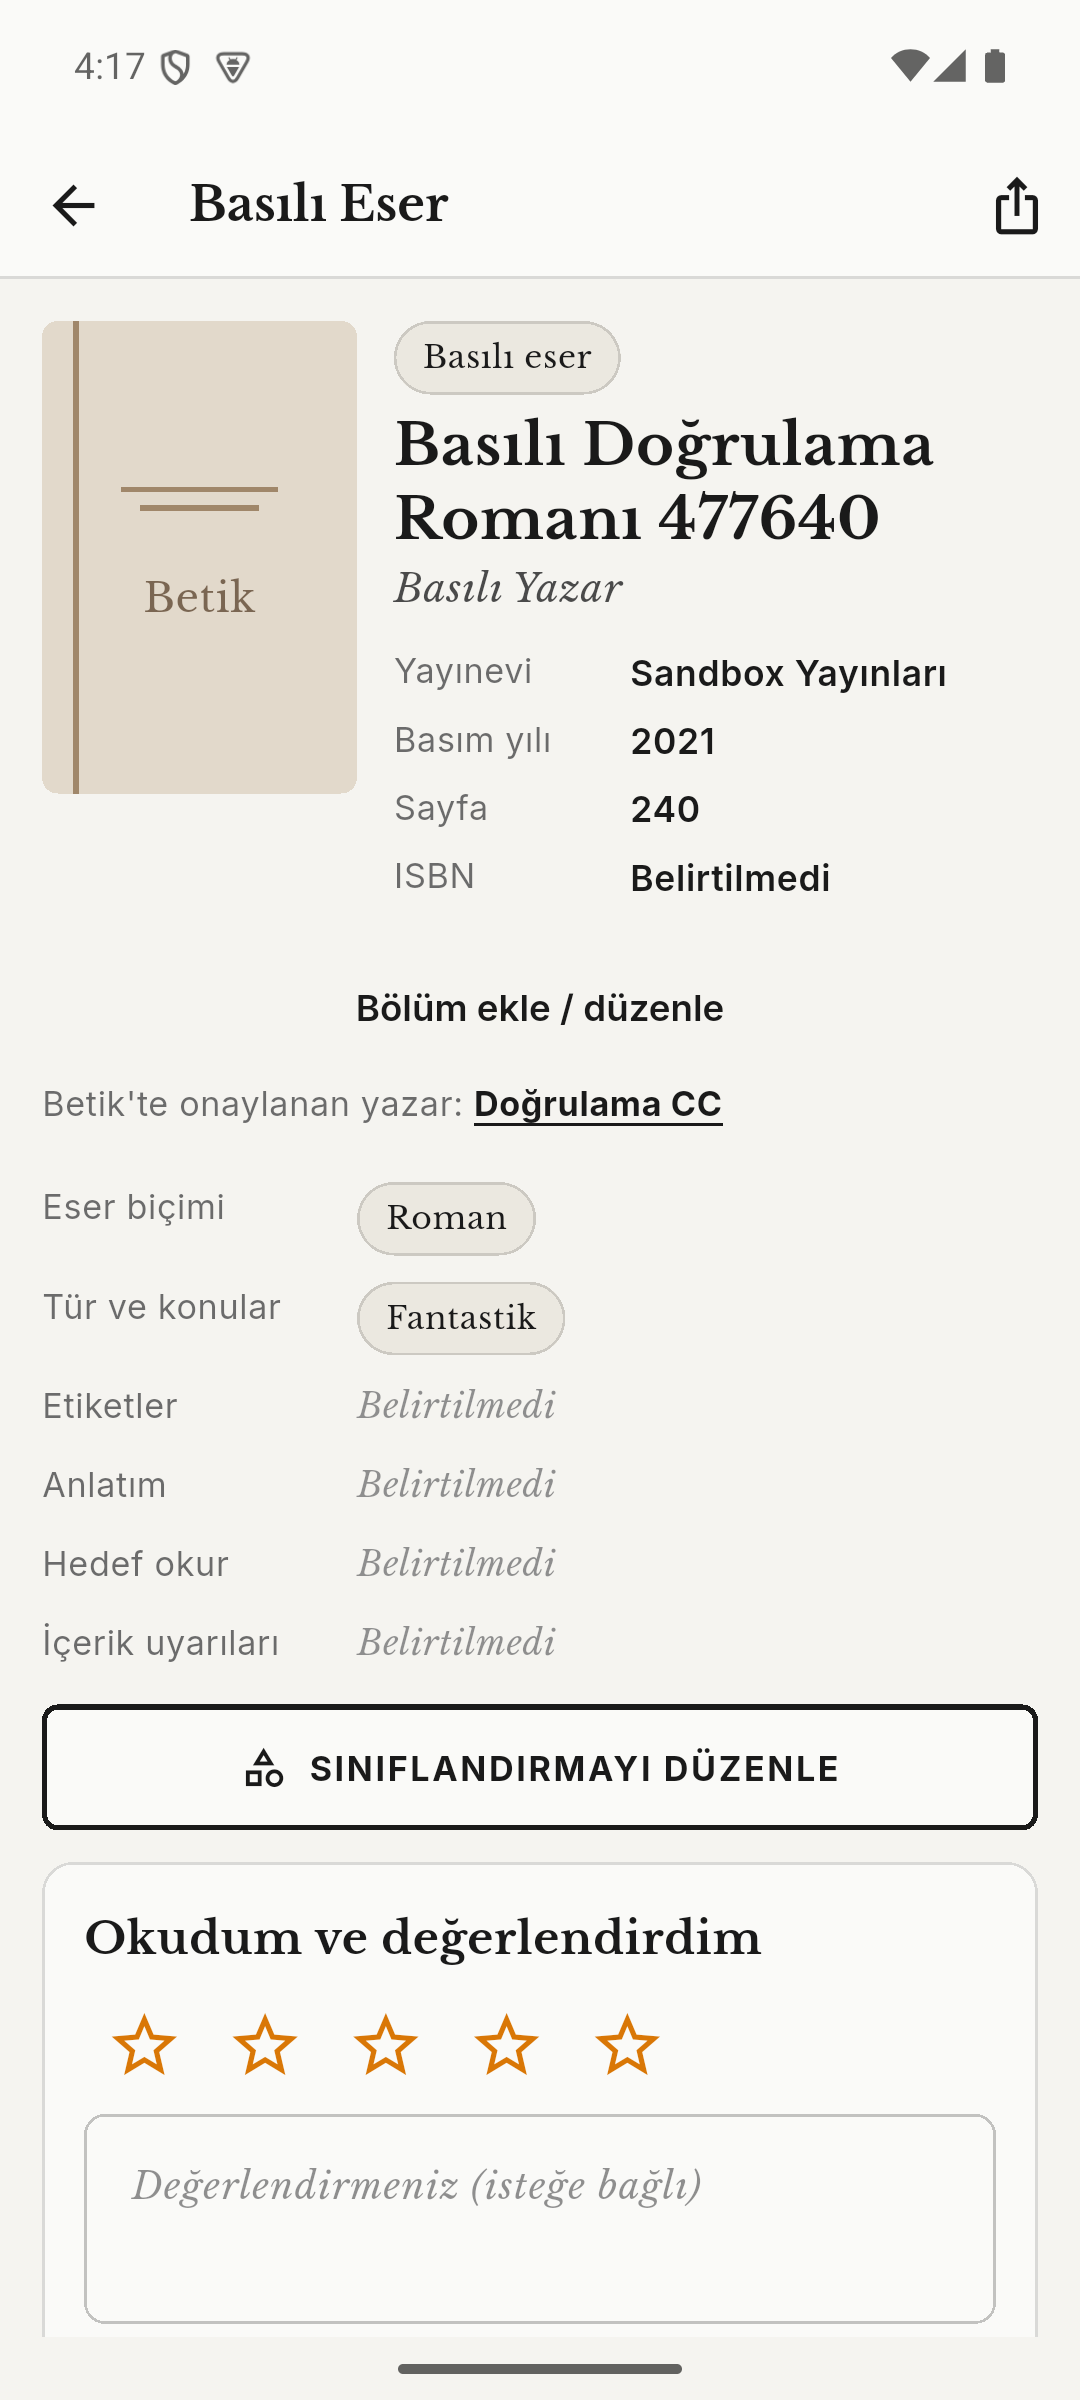 4:17
Basılı Eser
Betik
Basılı eser
Basılı Doğrulama
Romanı 477640
Basılı Yazar
Yayınevi Sandbox Yayınları
Basım yılı 2021
Sayfa 240
ISBN Belirtilmedi
Bölüm ekle / düzenle
Betik'te onaylanan yazar: Doğrulama CC
Eser biçimi Roman
Tür ve konular Fantastik
Etiketler Belirtilmedi
Anlatım Belirtilmedi
Hedef okur Belirtilmedi
İçerik uyarıları Belirtilmedi
SINIFLANDIRMAYI DÜZENLE
Okudum ve değerlendirdim
Değerlendirmeniz (isteğe bağlı)